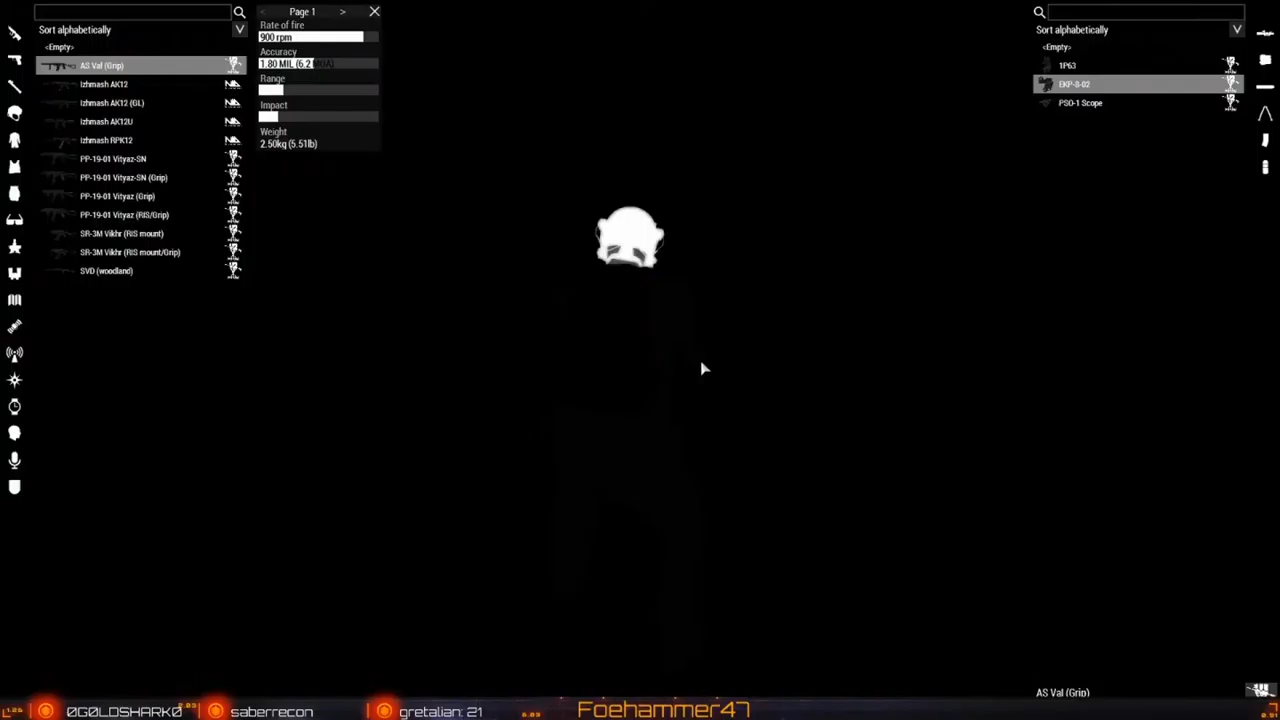 Sort alphabetically
<Empty>
AS Val (Grip)
Izhmash AK12
Izhmash AK12 (GL)
Izhmash AK12U
Izhmash RPK12
PP-19-01 Vityaz-SN
PP-19-01 Vityaz-SN (Grip)
PP-19-01 Vityaz (Grip)
PP-19-01 Vityaz (RIS/Grip)
SR-3M Vikhr (RIS mount)
SR-3M Vikhr (RIS mount/Grip)
SVD (woodland)
< Page 1 >
Rate of fire
900 rpm
Accuracy
1.80 MIL (6.2 MOA)
Range
Impact
Weight
2.50kg (5.51lb)
Sort alphabetically
<Empty>
1P63
EKP-8-02
PSO-1 Scope
AS Val (Grip)
0G0LDSHARK0
saberrecon
gretalian: 21
Foehammer47